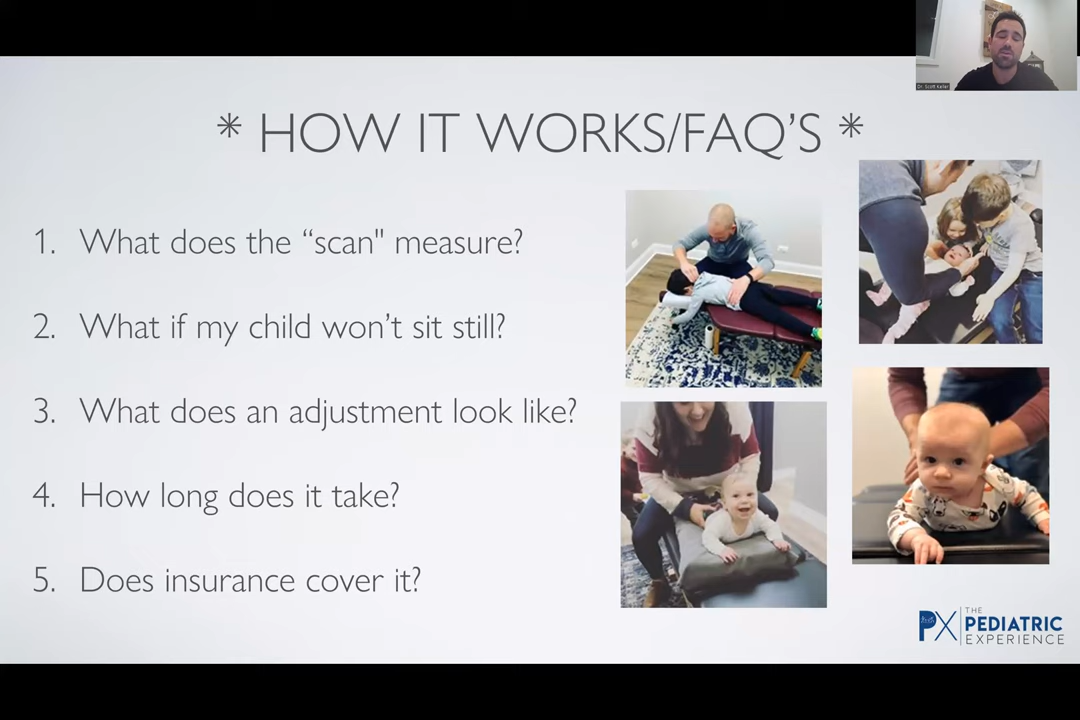 Dr. Scott Keller
* HOW IT WORKS/FAQ'S *
1. What does the “scan" measure?
2. What if my child won't sit still?
3. What does an adjustment look like?
4. How long does it take?
5. Does insurance cover it?
PX THE
PEDIATRIC
EXPERIENCE